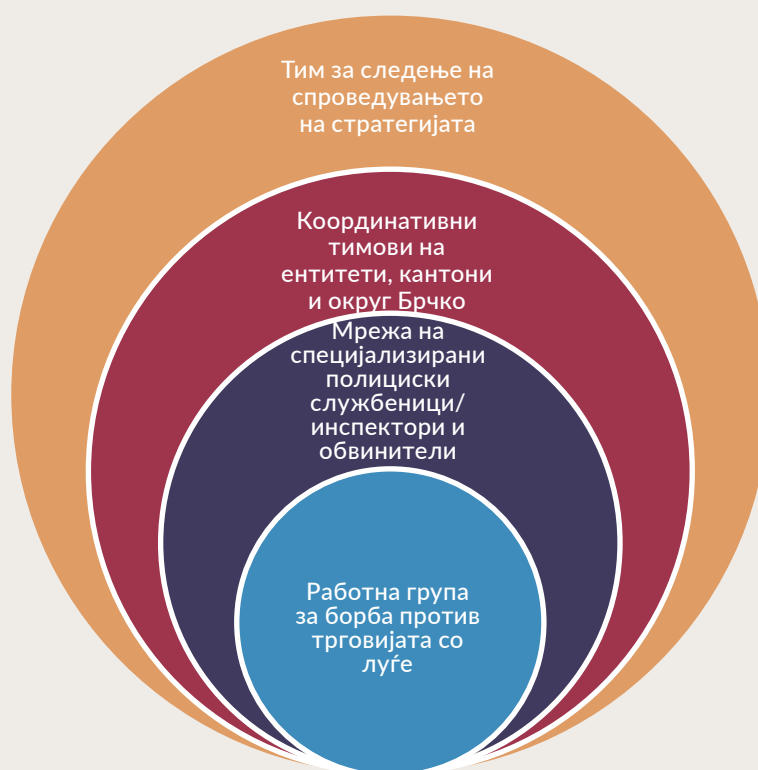 Тим за следење на
спроведувањето
на стратегијата
Координативни
тимови на
ентитети, кантони
и округ Брчко
Мрежа на
специјализирани
полициски
службеници/
инспектори и
обвинители
Работна група
за борба против
трговијата со
луѓе